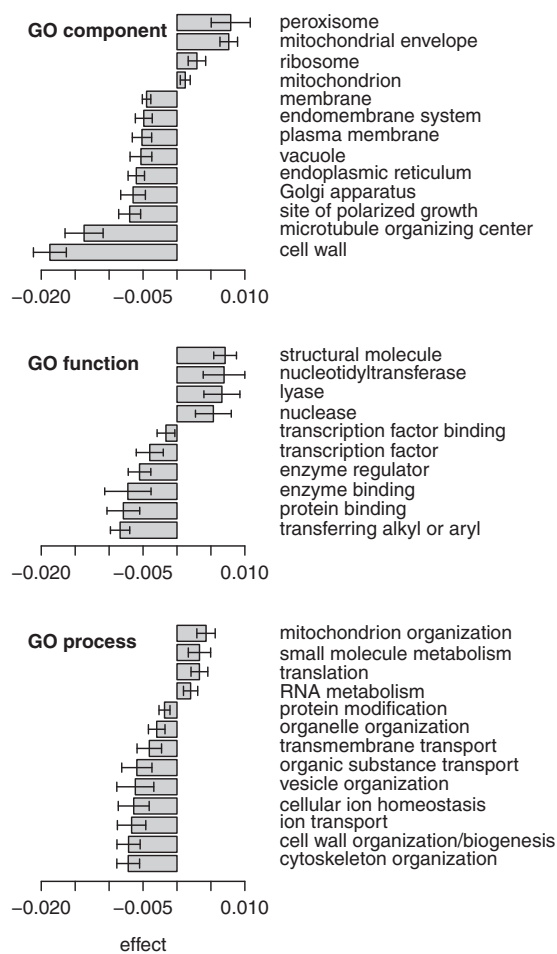 GO component
peroxisome
mitochondrial envelope
ribosome
mitochondrion
membrane
endomembrane system
plasma membrane
vacuole
endoplasmic reticulum
Golgi apparatus
site of polarized growth
microtubule organizing center
cell wall
−0.020 −0.005 0.010
GO function
structural molecule
nucleotidyltransferase
lyase
nuclease
transcription factor binding
transcription factor
enzyme regulator
enzyme binding
protein binding
transferring alkyl or aryl
−0.020 −0.005 0.010
GO process
mitochondrion organization
small molecule metabolism
translation
RNA metabolism
protein modification
organelle organization
transmembrane transport
organic substance transport
vesicle organization
cellular ion homeostasis
ion transport
cell wall organization/biogenesis
cytoskeleton organization
−0.020 −0.005 0.010
effect